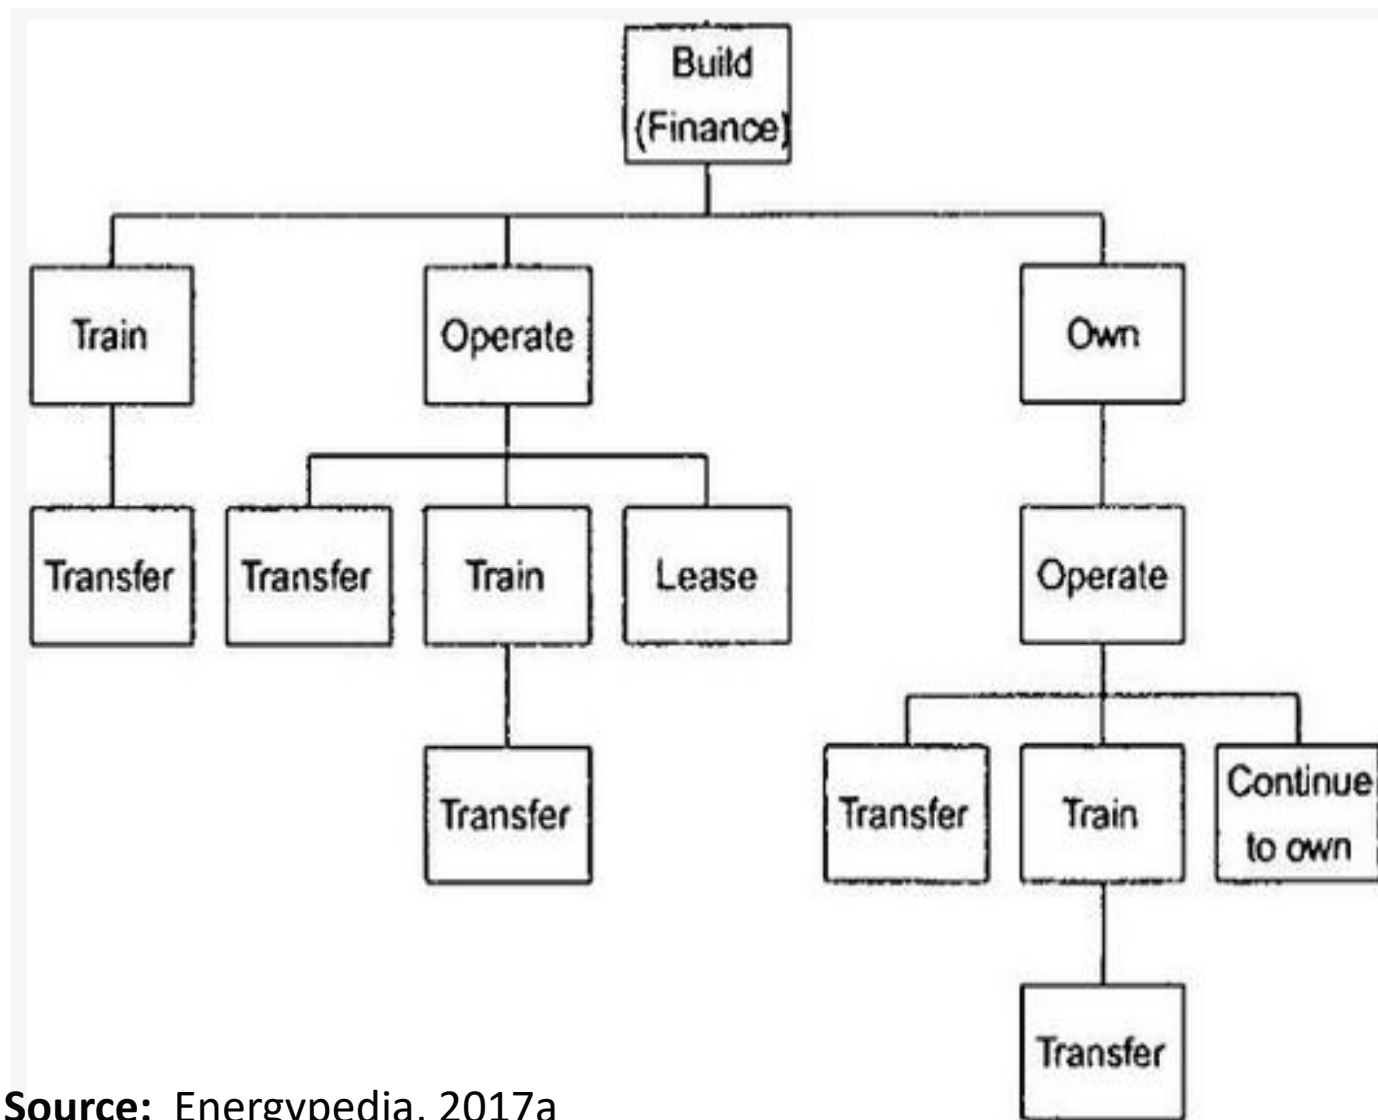 Build
(Finance)
Train
Operate
Own
Transfer
Transfer
Train
Lease
Operate
Transfer
Transfer
Train
Continue
to own
Transfer
Source: Energypedia, 2017a